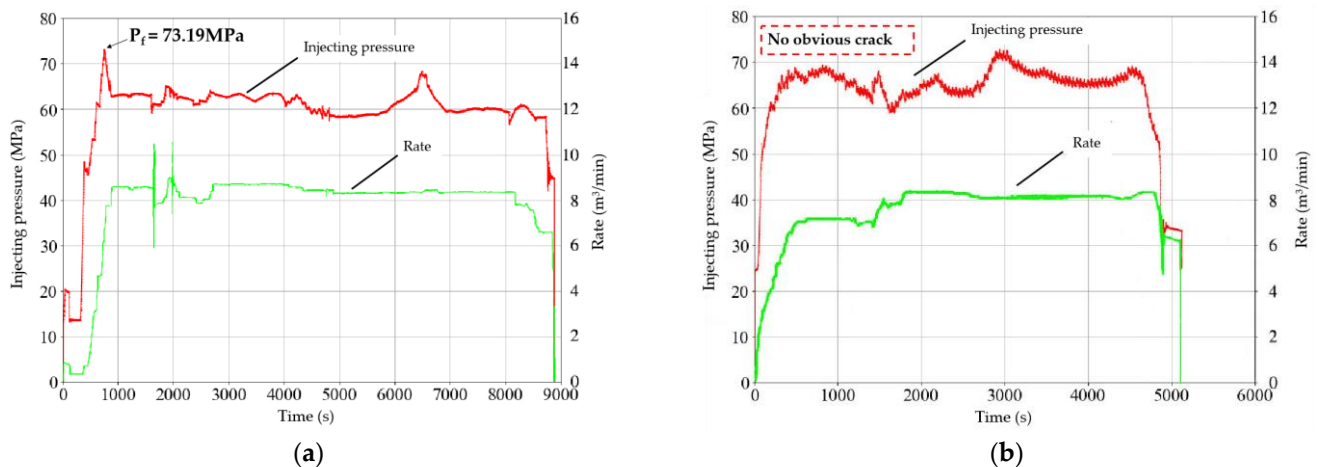 80
70
60
50
40
30
20
10
0
Injecting pressure (MPa)
P_f = 73.19MPa
Injecting pressure
Rate
16
14
12
10
8
6
4
2
0
Rate (m³/min)
0 1000 2000 3000 4000 5000 6000 7000 8000 9000
Time (s)
(a)
80
70
60
50
40
30
20
10
0
Injecting pressure (MPa)
No obvious crack
Injecting pressure
Rate
16
14
12
10
8
6
4
2
0
Rate (m³/min)
0 1000 2000 3000 4000 5000 6000
Time (s)
(b)